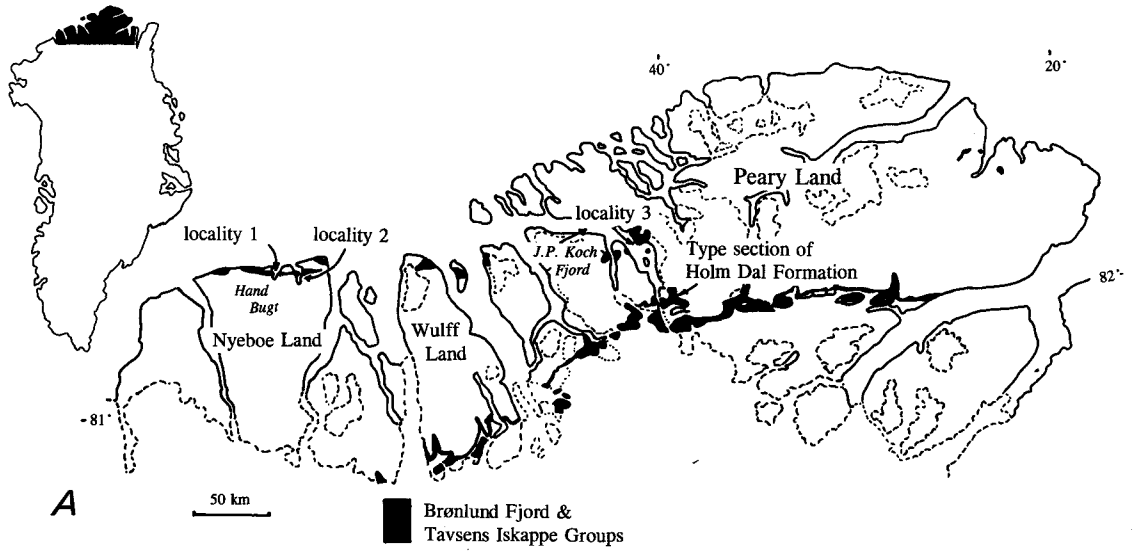 40°
20°
Peary Land
locality 3
locality 1
locality 2
J.P. Koch
Fjord
Type section of
Holm Dal Formation
82°
Hand
Bugt
Nyeboe Land
Wulff
Land
81°
A
50 km
Brønlund Fjord &
Tavsens Iskappe Groups